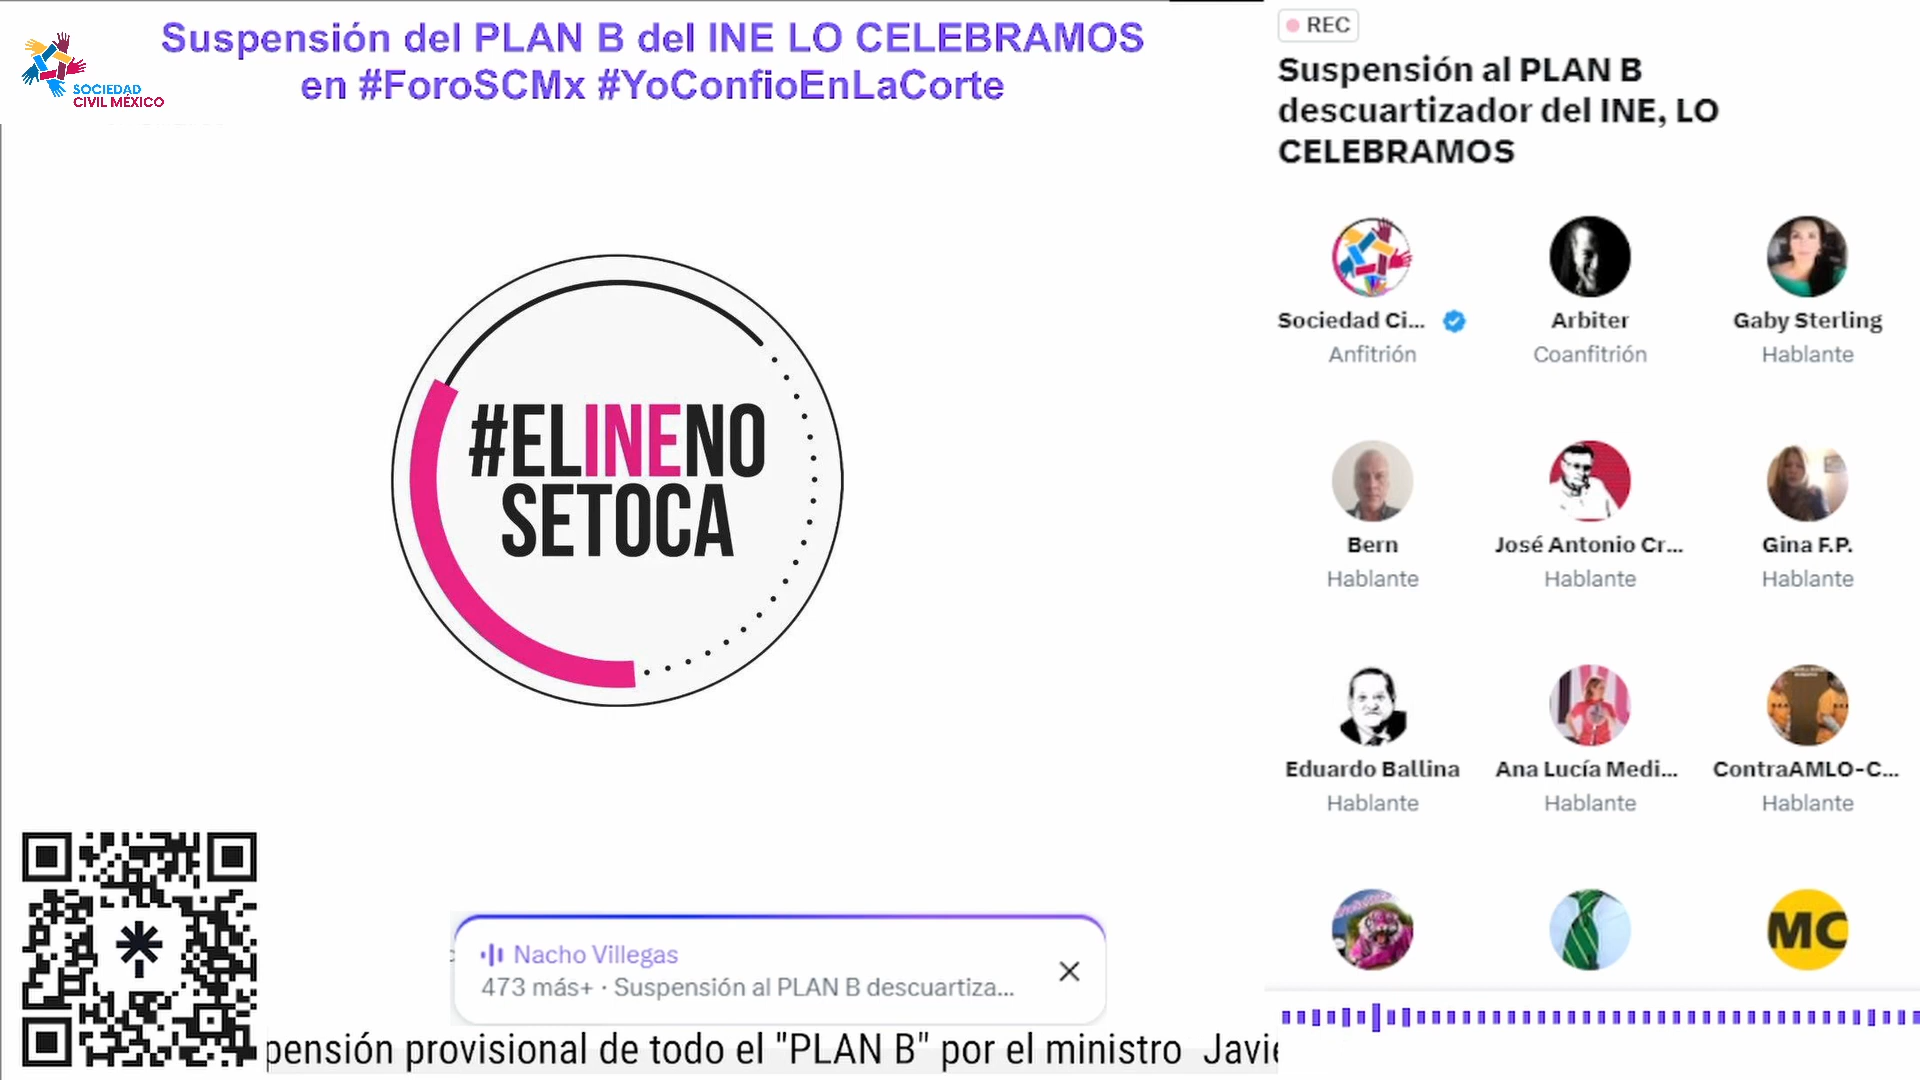 SOCIEDAD
CIVIL MÉXICO
Suspensión del PLAN B del INE LO CELEBRAMOS
en #ForoSCMx #YoConfioEnLaCorte
#ELINENO
SETOCA
Nacho Villegas
473 más+ · Suspensión al PLAN B descuartiza...
pensión provisional de todo el "PLAN B" por el ministro Javie
REC
Suspensión al PLAN B
descuartizador del INE, LO
CELEBRAMOS
Sociedad Ci...
Anfitrión
Arbiter
Coanfitrión
Gaby Sterling
Hablante
Bern
Hablante
José Antonio Cr...
Hablante
Gina F.P.
Hablante
Eduardo Ballina
Hablante
Ana Lucía Medi...
Hablante
ContraAMLO-C...
Hablante
MC